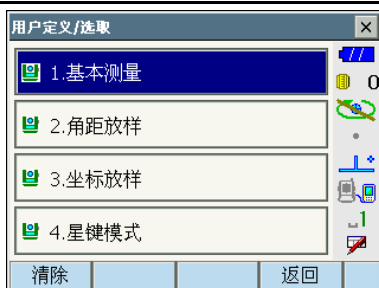 用户定义/选取
1.基本测量
0
2.角距放样
3.坐标放样
4.星键模式
1
清除
返回